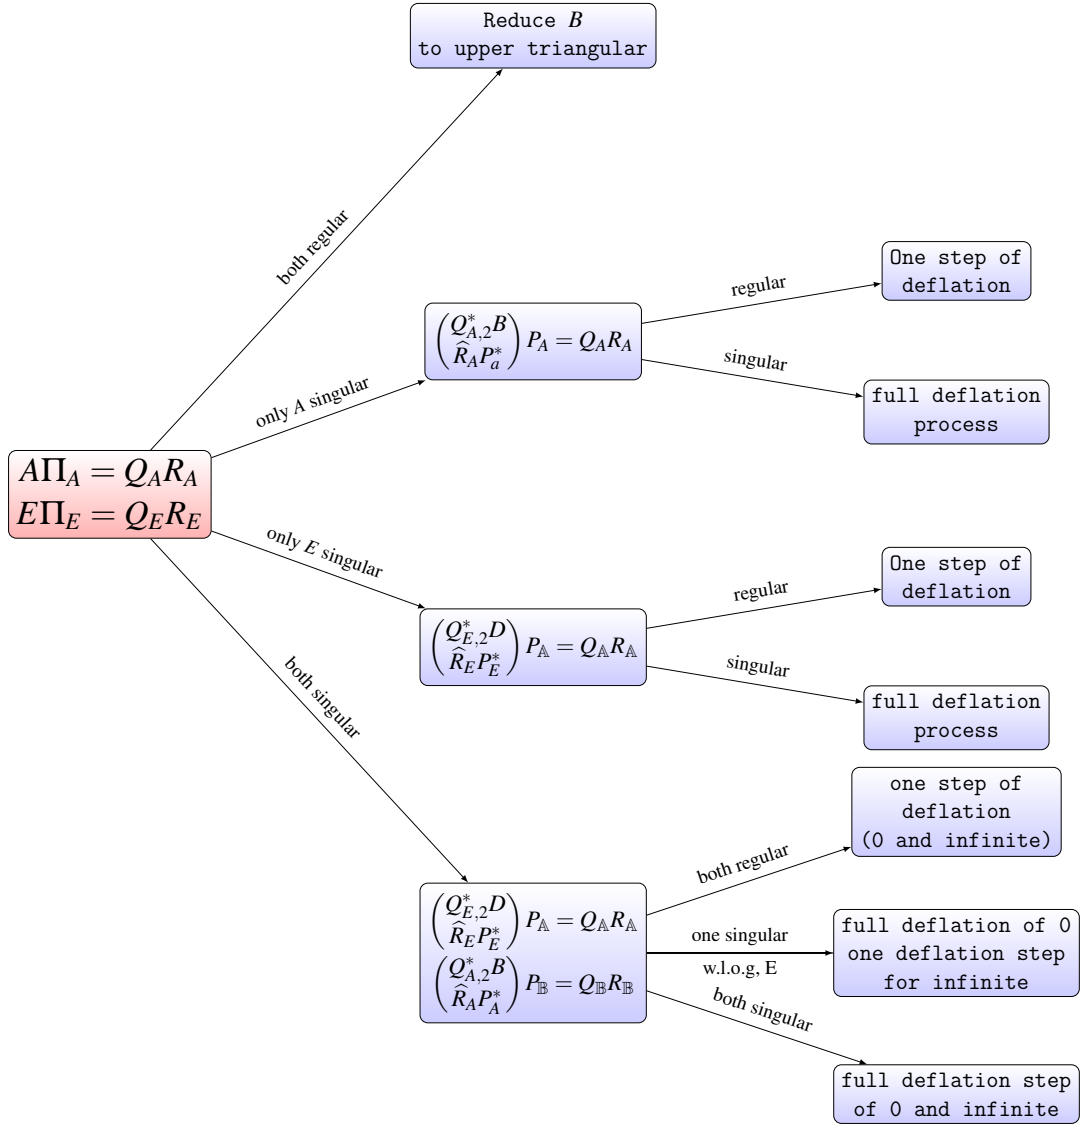 Reduce B
to upper triangular
both regular
One step of
deflation
regular
(Q*_{A,2}B
R̂_A P*_a) P_A = Q_A R_A
singular
full deflation
process
only A singular
AΠ_A = Q_A R_A
EΠ_E = Q_E R_E
only E singular
One step of
deflation
regular
(Q*_{E,2}D
R̂_E P*_E) P_𝔸 = Q_𝔸 R_𝔸
singular
full deflation
process
both singular
one step of
deflation
(0 and infinite)
both regular
(Q*_{E,2}D
R̂_E P*_E) P_𝔸 = Q_𝔸 R_𝔸
(Q*_{A,2}B
R̂_A P*_A) P_𝔹 = Q_𝔹 R_𝔹
one singular
w.l.o.g, E
full deflation of 0
one deflation step
for infinite
both singular
full deflation step
of 0 and infinite